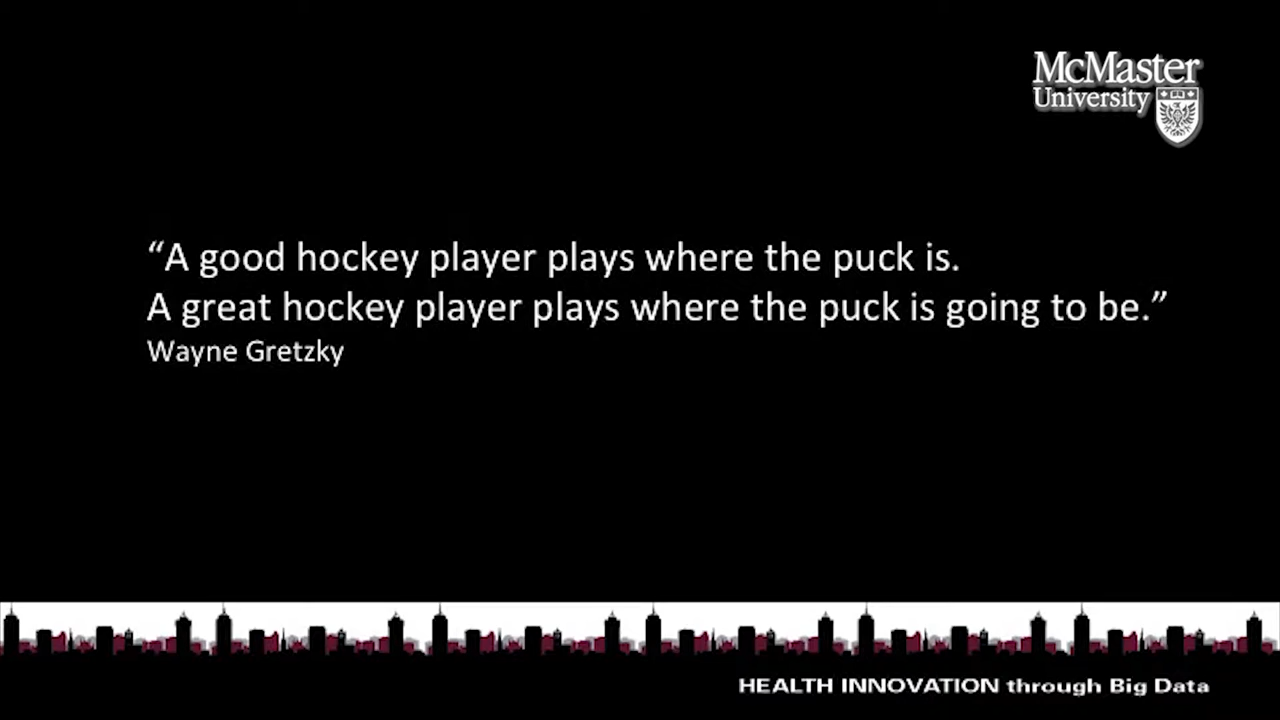 McMaster
University
“A good hockey player plays where the puck is.
A great hockey player plays where the puck is going to be.”
Wayne Gretzky
HEALTH INNOVATION through Big Data